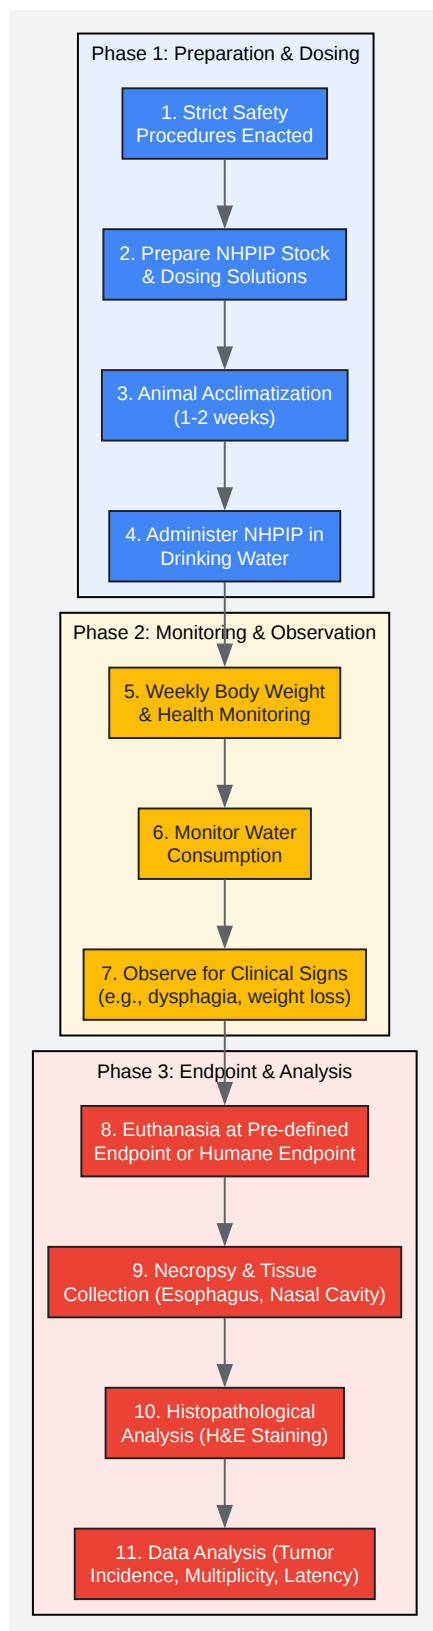 Phase 1: Preparation & Dosing
1. Strict Safety
Procedures Enacted
2. Prepare NHPIP Stock
& Dosing Solutions
3. Animal Acclimatization
(1-2 weeks)
4. Administer NHPIP in
Drinking Water
Phase 2: Monitoring & Observation
5. Weekly Body Weight
& Health Monitoring
6. Monitor Water
Consumption
7. Observe for Clinical Signs
(e.g., dysphagia, weight loss)
Phase 3: Endpoint & Analysis
8. Euthanasia at Pre-defined
Endpoint or Humane Endpoint
9. Necropsy & Tissue
Collection (Esophagus, Nasal Cavity)
10. Histopathological
Analysis (H&E Staining)
11. Data Analysis (Tumor
Incidence, Multiplicity, Latency)